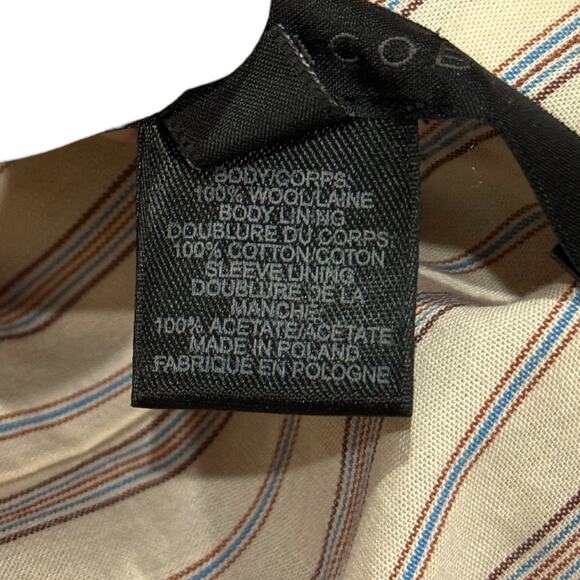 COE
BODY/CORPS:
100% WOOL/LAINE
BODY LINING
DOUBLURE DU CORPS:
100% COTTON/COTON
SLEEVE LINING
DOUBLURE DE LA
MANCHE:
100% ACETATE/ACETATE
MADE IN POLAND
FABRIQUE EN POLOGNE